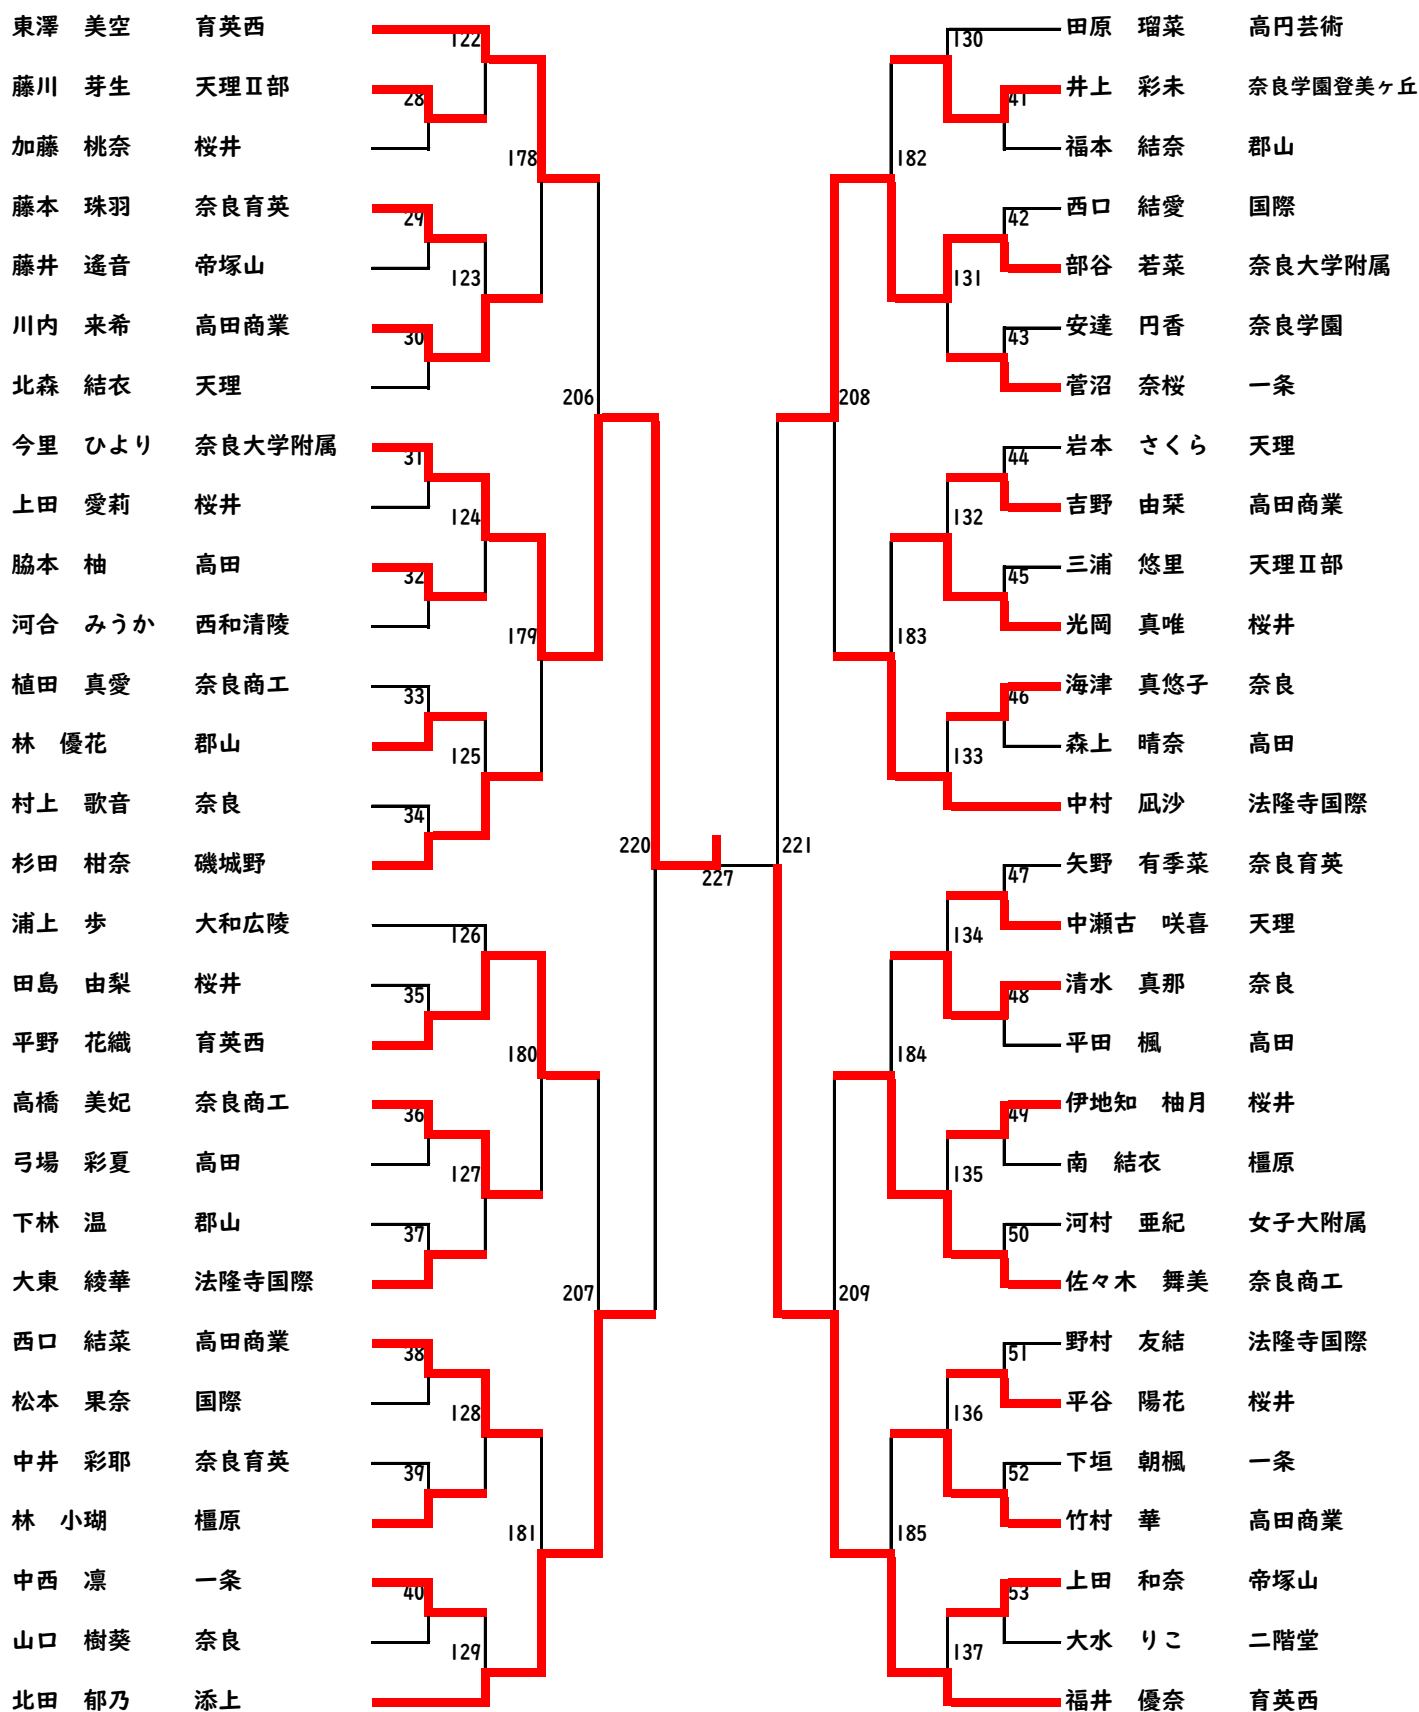 東澤 美空 育英西
122
藤川 芽生 天理Ⅱ部
28
加藤 桃奈 桜井
178
藤本 珠羽 奈良育英
29
藤井 遙音 帝塚山
123
川内 来希 高田商業
30
北森 結衣 天理
206
今里 ひより 奈良大学附属
31
上田 愛莉 桜井
124
脇本 柚 高田
32
河合 みうか 西和清陵
179
植田 真愛 奈良商工
33
林 優花 郡山
125
村上 歌音 奈良
34
杉田 柑奈 磯城野
220
227
浦上 歩 大和広陵
126
田島 由梨 桜井
35
平野 花織 育英西
180
高橋 美妃 奈良商工
36
弓場 彩夏 高田
127
下林 温 郡山
37
大東 綾華 法隆寺国際
207
西口 結菜 高田商業
38
松本 果奈 国際
128
中井 彩耶 奈良育英
39
林 小瑚 橿原
181
中西 凛 一条
40
山口 樹葵 奈良
129
北田 郁乃 添上
田原 瑠菜 高円芸術
130
井上 彩未 奈良学園登美ヶ丘
41
福本 結奈 郡山
182
西口 結愛 国際
42
部谷 若菜 奈良大学附属
131
安達 円香 奈良学園
43
菅沼 奈桜 一条
208
岩本 さくら 天理
44
吉野 由栞 高田商業
132
三浦 悠里 天理Ⅱ部
45
光岡 真唯 桜井
183
海津 真悠子 奈良
46
森上 晴奈 高田
133
中村 凪沙 法隆寺国際
221
矢野 有季菜 奈良育英
47
中瀬古 咲喜 天理
134
清水 真那 奈良
48
平田 楓 高田
184
伊地知 柚月 桜井
49
南 結衣 橿原
135
河村 亜紀 女子大附属
50
佐々木 舞美 奈良商工
209
野村 友結 法隆寺国際
51
平谷 陽花 桜井
136
下垣 朝楓 一条
52
竹村 華 高田商業
185
上田 和奈 帝塚山
53
大水 りこ 二階堂
137
福井 優奈 育英西